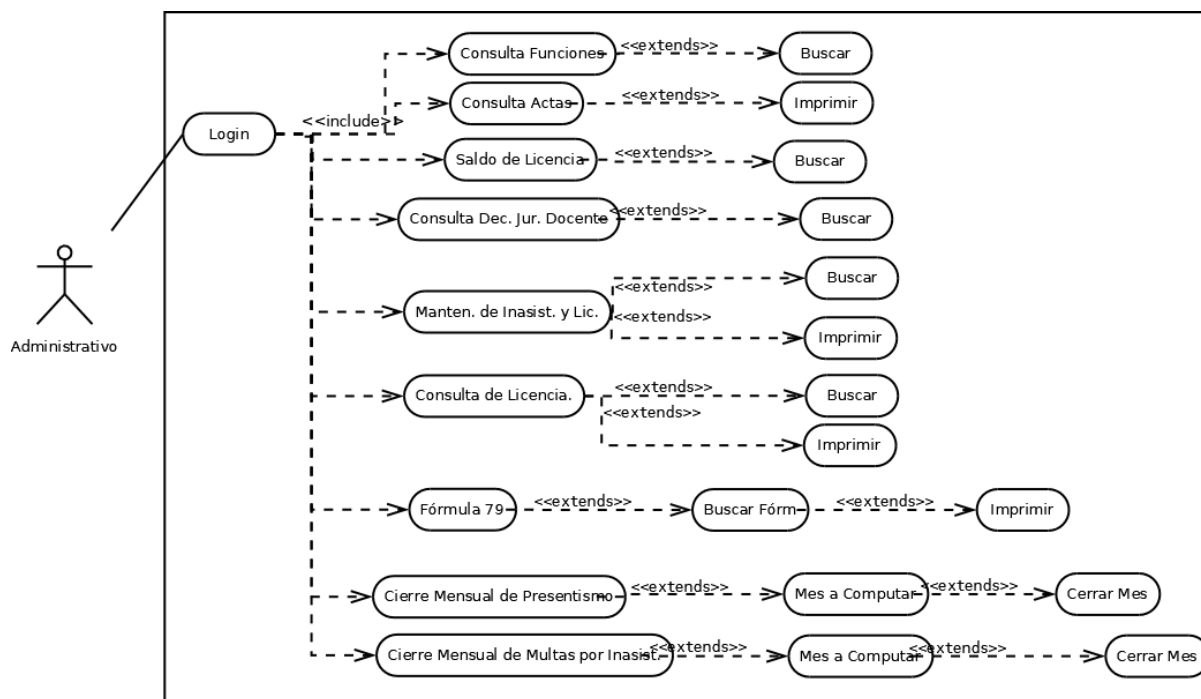 Consulta Funciones
<<extends>>
Buscar
Consulta Actas
<<extends>>
Imprimir
Login
<<include>>
Saldo de Licencia
<<extends>>
Buscar
Consulta Dec. Jur. Docente
<<extends>>
Buscar
Administrativo
Manten. de Inasist. y Lic.
<<extends>>
Buscar
<<extends>>
Imprimir
Consulta de Licencia.
<<extends>>
Buscar
<<extends>>
Imprimir
Fórmula 79
<<extends>>
Buscar Fórm
<<extends>>
Imprimir
Cierre Mensual de Presentismo
<<extends>>
Mes a Computar
<<extends>>
Cerrar Mes
Cierre Mensual de Multas por Inasist.
<<extends>>
Mes a Computar
<<extends>>
Cerrar Mes